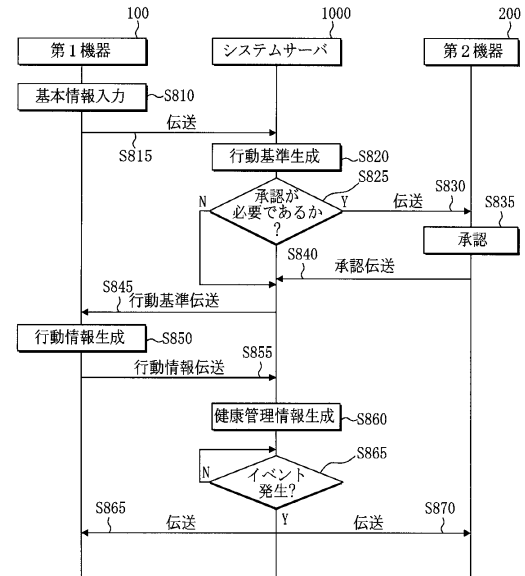 100
1000
200
第1機器
システムサーバ
第2機器
基本情報入力
S810
伝送
S815
行動基準生成
S820
S825
承認が
必要であるか
?
N
Y
伝送
S830
S835
承認
S840
承認伝送
S845
行動基準伝送
行動情報生成
S850
行動情報伝送
S855
健康管理情報生成
S860
S865
イベント
発生?
N
Y
S865
伝送
伝送
S870